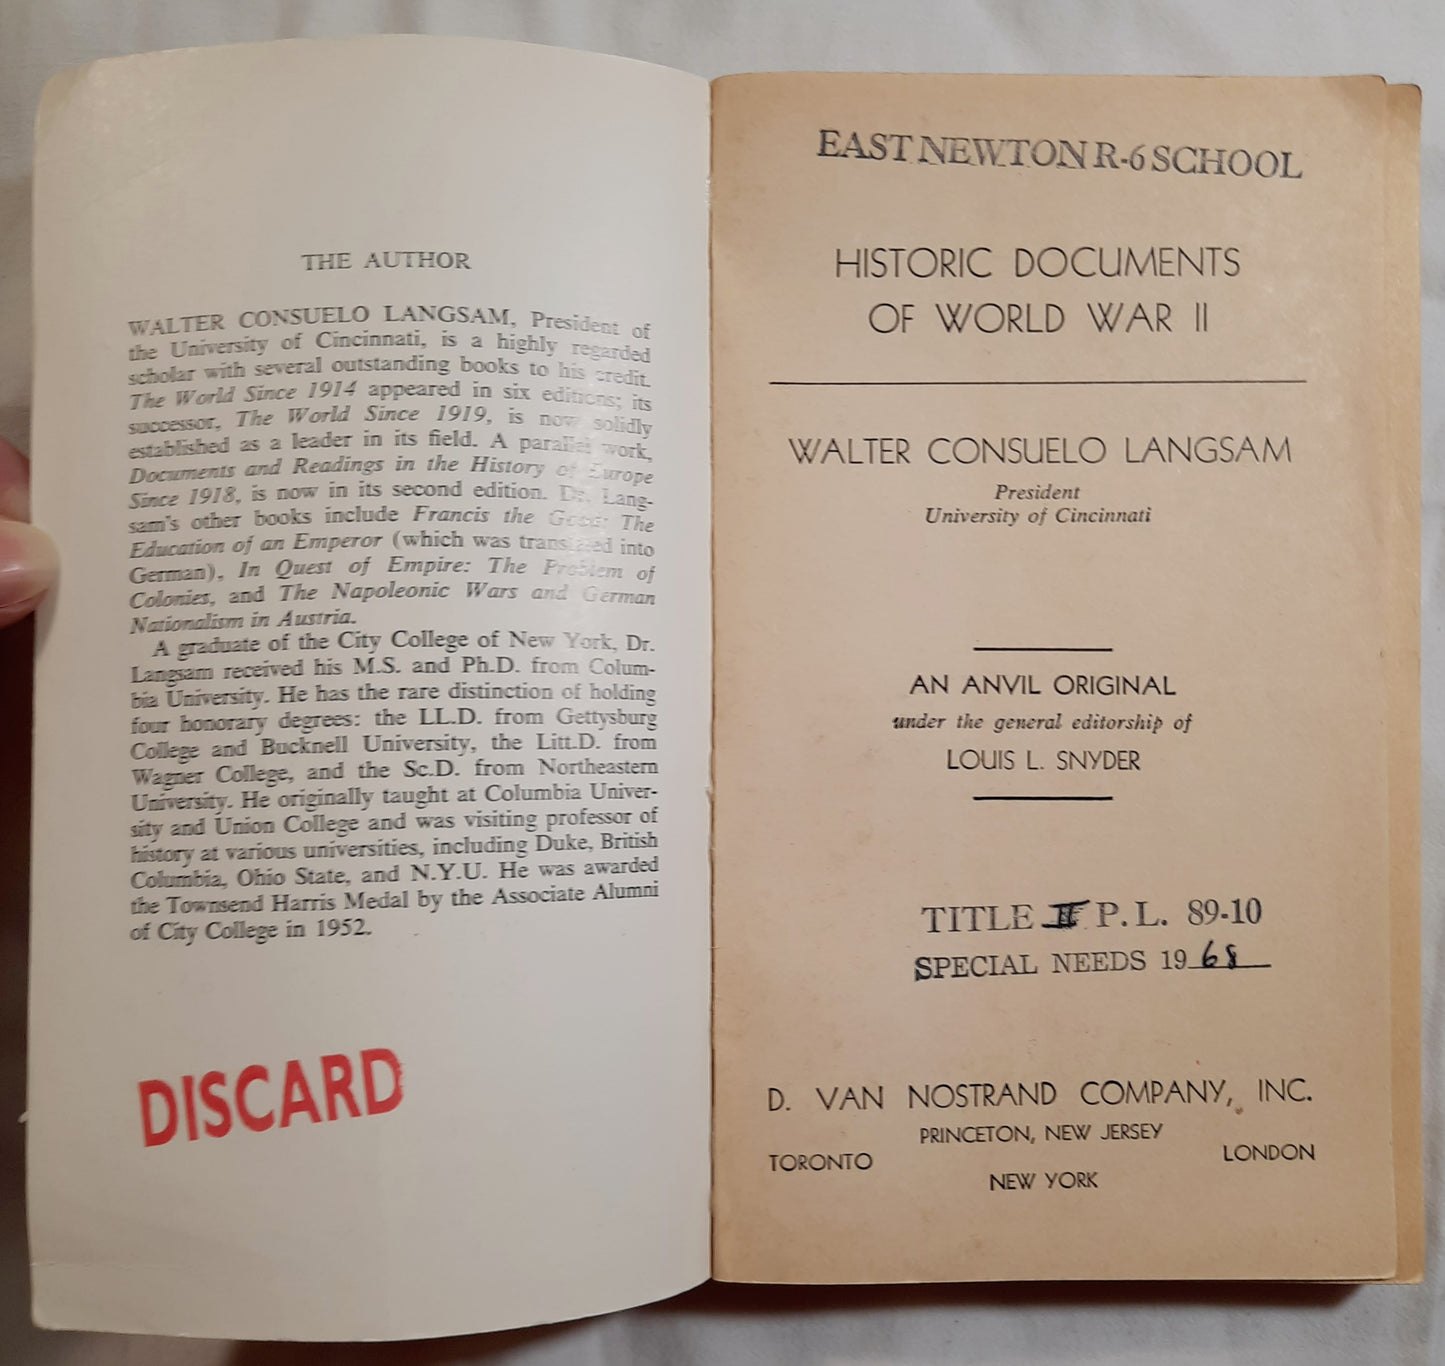 THE AUTHOR
WALTER CONSUELO LANGSAM, President of
the University of Cincinnati, is a highly regarded
scholar with several outstanding books to his credit.
The World Since 1914 appeared in six editions; its
successor, The World Since 1919, is now solidly
established as a leader in its field. A parallel work,
Documents and Readings in the History of Europe
Since 1918, is now in its second edition. Dr. Lang-
sam's other books include Francis the Good: The
Education of an Emperor (which was translated into
German), In Quest of Empire: The Problem of
Colonies, and The Napoleonic Wars and German
Nationalism in Austria.
A graduate of the City College of New York, Dr.
Langsam received his M.S. and Ph.D. from Colum-
bia University. He has the rare distinction of holding
four honorary degrees: the LL.D. from Gettysburg
College and Bucknell University, the Litt.D. from
Wagner College, and the Sc.D. from Northeastern
University. He originally taught at Columbia Univer-
sity and Union College and was visiting professor of
history at various universities, including Duke, British
Columbia, Ohio State, and N.Y.U. He was awarded
the Townsend Harris Medal by the Associate Alumni
of City College in 1952.
DISCARD
EAST NEWTON R-6 SCHOOL
HISTORIC DOCUMENTS
OF WORLD WAR II
WALTER CONSUELO LANGSAM
President
University of Cincinnati
AN ANVIL ORIGINAL
under the general editorship of
LOUIS L. SNYDER
TITLE II P.L. 89-10
SPECIAL NEEDS 1968
D. VAN NOSTRAND COMPANY, INC.
PRINCETON, NEW JERSEY
TORONTO LONDON
NEW YORK